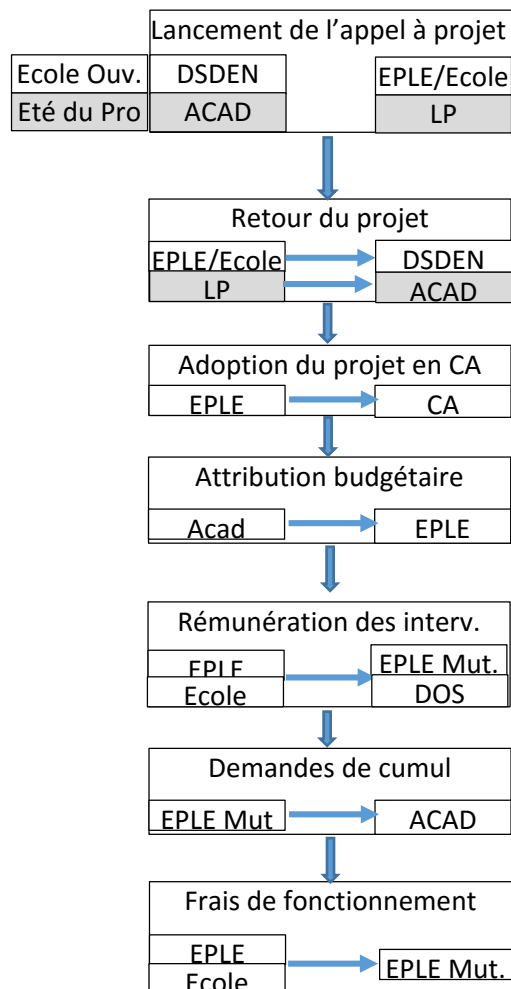 Lancement de l'appel à projet
Ecole Ouv. DSDEN EPLE/Ecole
Eté du Pro ACAD LP
Retour du projet
EPLE/Ecole DSDEN
LP ACAD
Adoption du projet en CA
EPLE CA
Attribution budgétaire
Acad EPLE
Rémunération des interv.
EPLE EPLE Mut.
Ecole DOS
Demandes de cumul
EPLE Mut ACAD
Frais de fonctionnement
EPLE EPLE Mut.
Ecole